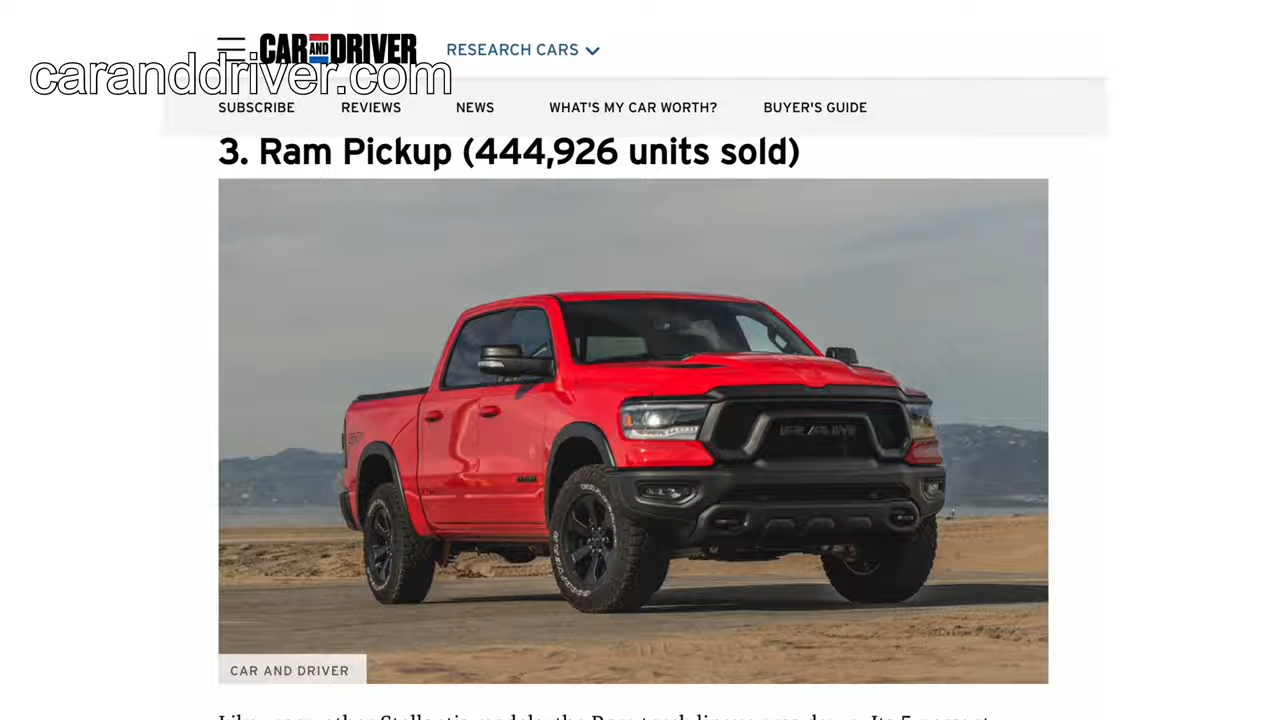 CAR AND DRIVER
RESEARCH CARS
caranddriver.com
SUBSCRIBE REVIEWS NEWS WHAT'S MY CAR WORTH? BUYER'S GUIDE
3. Ram Pickup (444,926 units sold)
RAM
CAR AND DRIVER